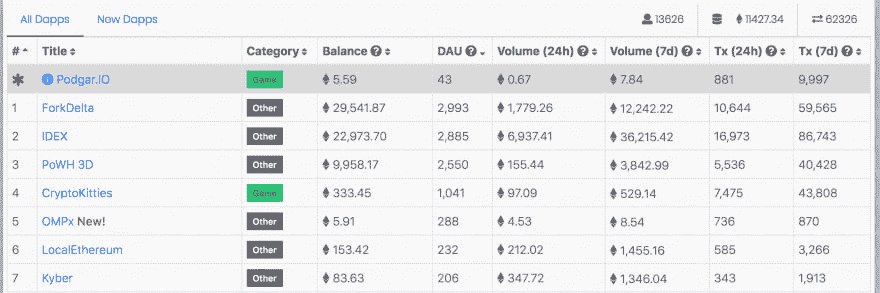 All Dapps Now Dapps 13626 11427.34 62326
# Title Category Balance DAU Volume (24h) Volume (7d) Tx (24h) Tx (7d)
Podgar.IO Game 5.59 43 0.67 7.84 881 9,997
1 ForkDelta Other 29,541.87 2,993 1,779.26 12,242.22 10,644 59,565
2 IDEX Other 22,973.70 2,885 6,937.41 36,215.42 16,973 86,743
3 PoWH 3D Other 9,958.17 2,550 155.44 3,842.99 5,536 40,428
4 CryptoKitties Game 333.45 1,041 97.09 529.14 7,475 43,808
5 OMPx New! Other 5.91 288 4.53 8.54 736 870
6 LocalEthereum Other 153.42 232 212.02 1,455.16 585 3,266
7 Kyber Other 83.63 206 347.72 1,346.04 343 1,913